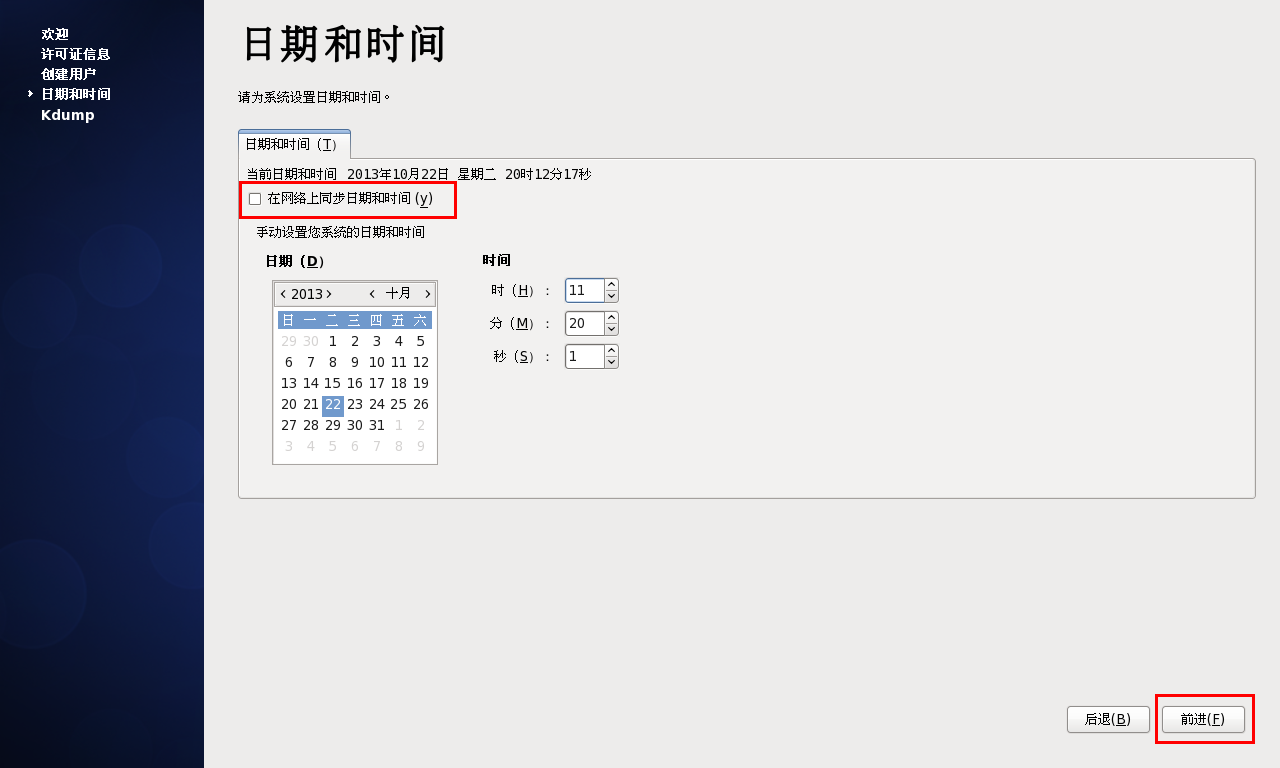 欢迎
许可证信息
创建用户
日期和时间
Kdump
日期和时间
请为系统设置日期和时间。
日期和时间（T）
当前日期和时间 2013年10月22日 星期二 20时12分17秒
在网络上同步日期和时间(y)
手动设置您系统的日期和时间
日期（D）
2013 十月
日 一 二 三 四 五 六
29 30 1 2 3 4 5
6 7 8 9 10 11 12
13 14 15 16 17 18 19
20 21 22 23 24 25 26
27 28 29 30 31 1 2
3 4 5 6 7 8 9
时间
时（H）： 11
分（M）： 20
秒（S）： 1
后退(B) 前进(F)